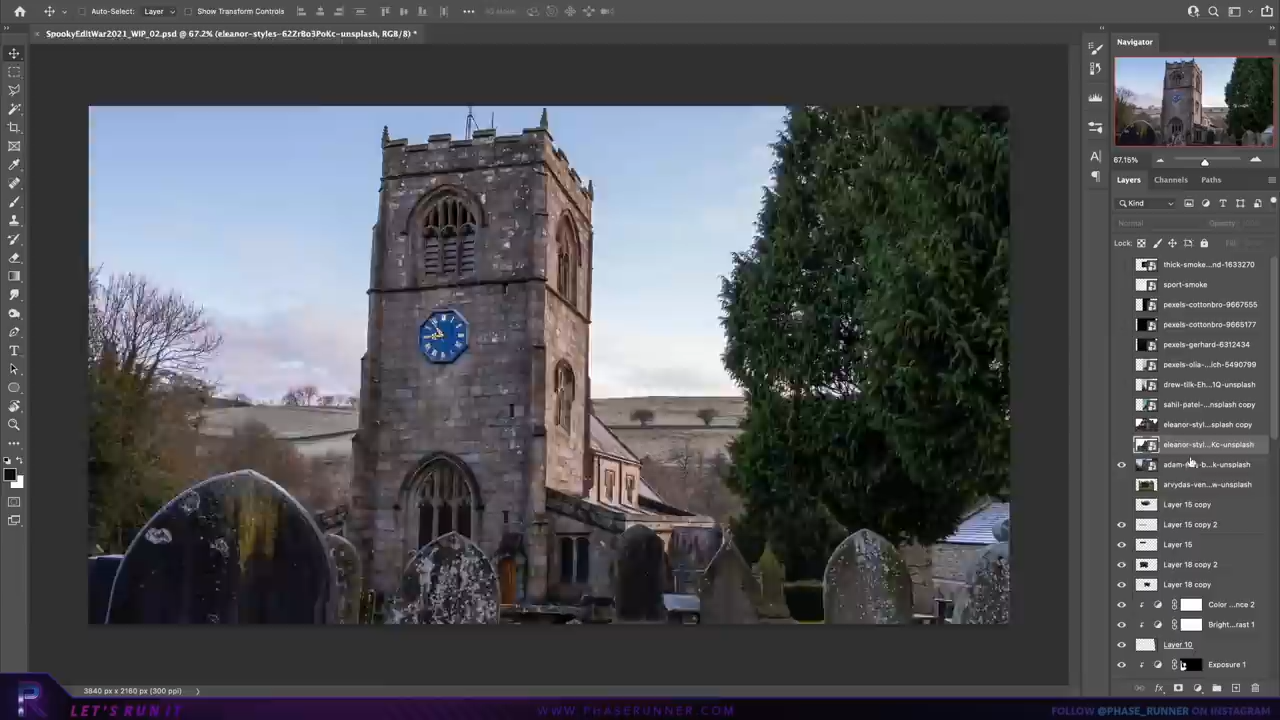 Auto-Select:
Layer
Show Transform Controls
3D Mode:
× SpookyEditWar2021_WIP_02.psd @ 67.2% (eleanor-styles-62ZrBo3PoKc-unsplash, RGB/8) *
Navigator
67.15%
Layers
Channels
Paths
Kind
Normal
Opacity:
Lock:
Fill:
thick-smoke...nd-1633270
sport-smoke
pexels-cottonbro-9667555
pexels-cottonbro-9665177
pexels-gerhard-6312434
pexels-olia-...ich-5490799
drew-tilk-Eh...1Q-unsplash
sahil-patel-...nsplash copy
eleanor-styl...splash copy
eleanor-styl...Kc-unsplash
arvydas-ven...w-unsplash
Layer 15 copy
Layer 15 copy 2
Layer 15
Layer 18 copy 2
Layer 18 copy
Color ...nce 2
Bright...rast 1
Layer 10
Exposure 1
3840 px x 2160 px (300 ppi)
fx
R
LET'S RUN IT
WWW.PHASERUNNER.COM
FOLLOW @PHASE_RUNNER ON INSTAGRAM